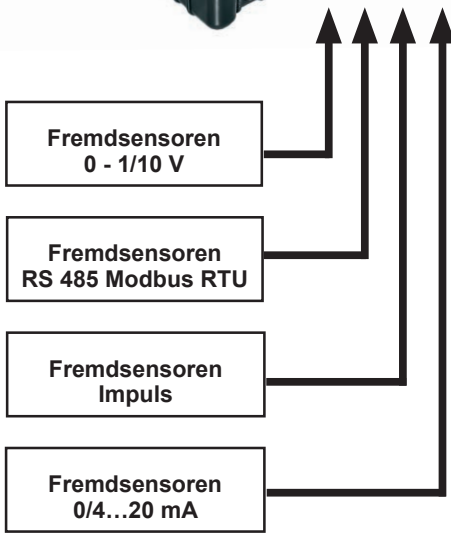 Fremdsensoren
0 - 1/10 V
Fremdsensoren
RS 485 Modbus RTU
Fremdsensoren
Impuls
Fremdsensoren
0/4…20 mA